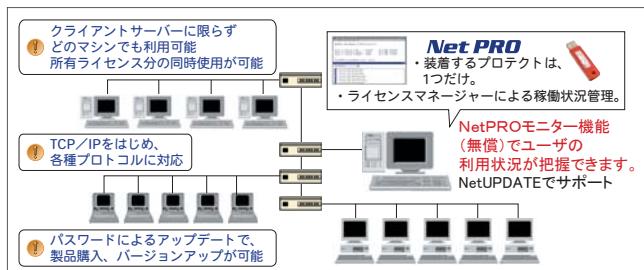 クライアントサーバーに限らず
どのマシンでも利用可能
所有ライセンス分の同時使用が可能
Net PRO
・装着するプロテクトは、
1つだけ。
・ライセンスマネージャーによる稼働状況管理。
TCP／IPをはじめ、
各種プロトコルに対応
NetPROモニター機能
（無償）でユーザの
利用状況が把握できます。
NetUPDATEでサポート
パスワードによるアップデートで、
製品購入、バージョンアップが可能